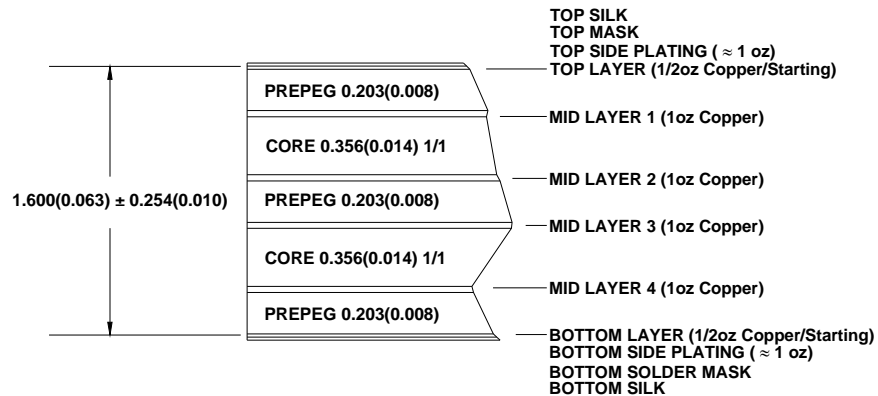 TOP SILK
TOP MASK
TOP SIDE PLATING ( ≈ 1 oz)
TOP LAYER (1/2oz Copper/Starting)
PREPEG 0.203(0.008)
MID LAYER 1 (1oz Copper)
CORE 0.356(0.014) 1/1
MID LAYER 2 (1oz Copper)
1.600(0.063) ± 0.254(0.010)
PREPEG 0.203(0.008)
MID LAYER 3 (1oz Copper)
CORE 0.356(0.014) 1/1
MID LAYER 4 (1oz Copper)
PREPEG 0.203(0.008)
BOTTOM LAYER (1/2oz Copper/Starting)
BOTTOM SIDE PLATING ( ≈ 1 oz)
BOTTOM SOLDER MASK
BOTTOM SILK